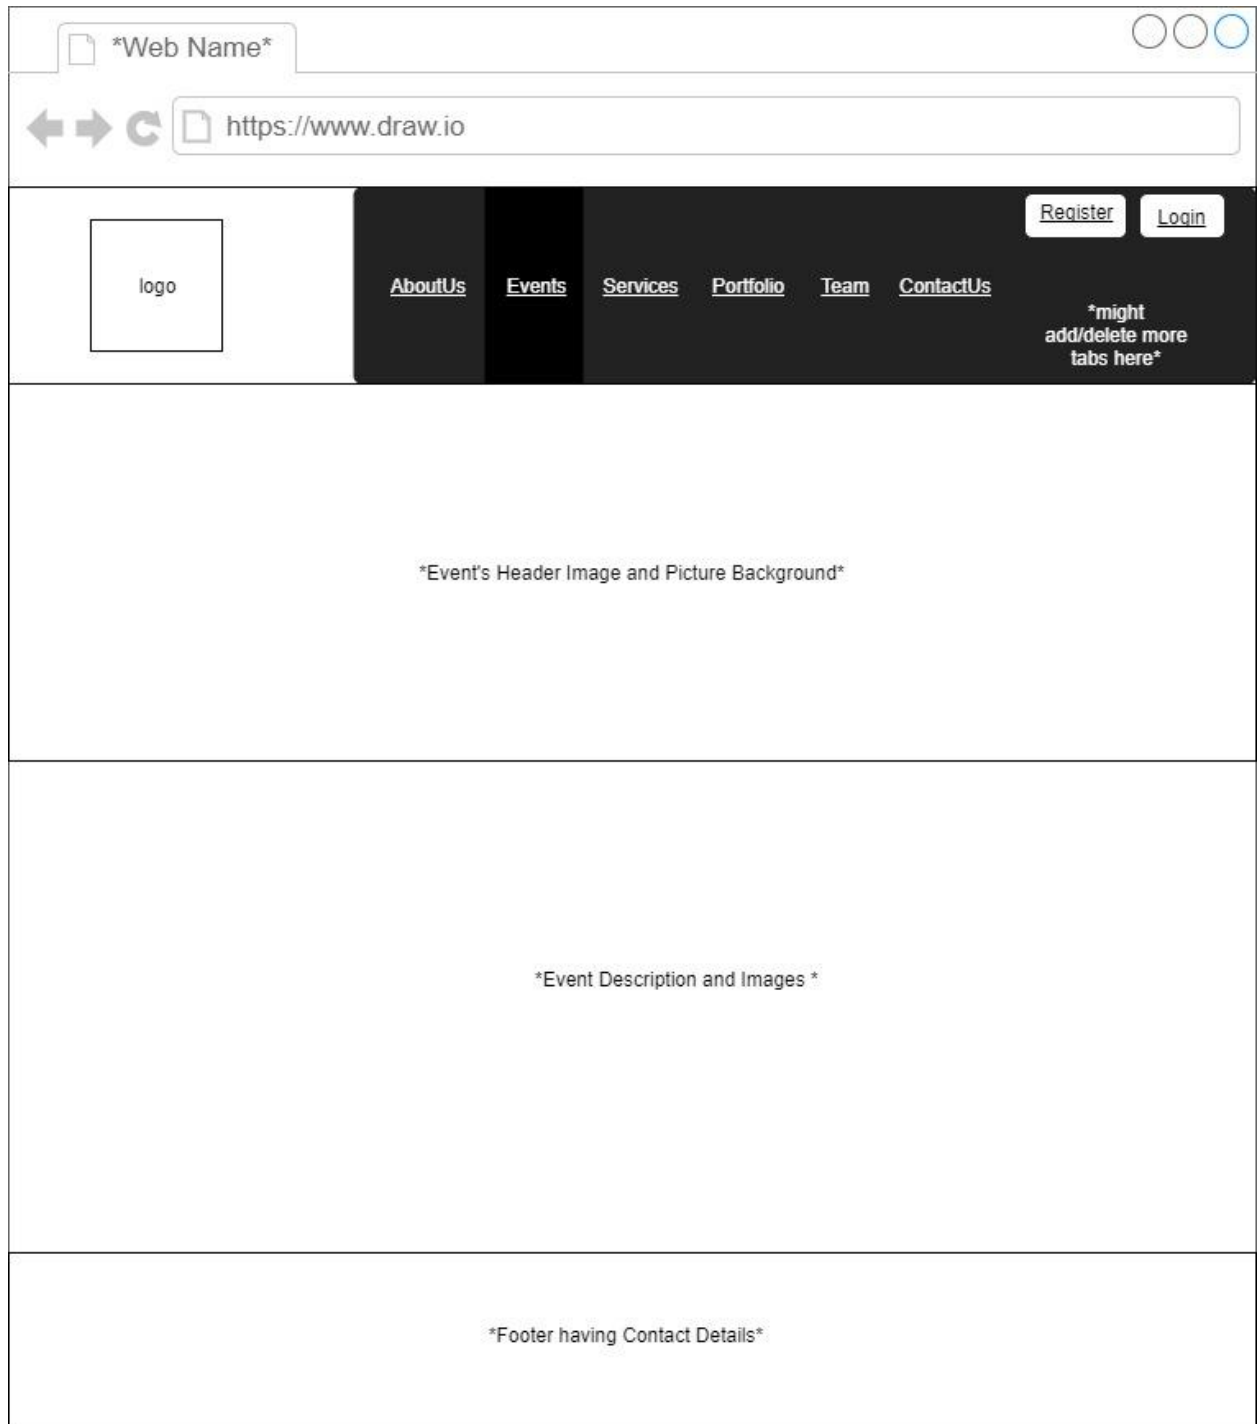 *Web Name*
https://www.draw.io
Register Login
logo
AboutUs Events Services Portfolio Team ContactUs
*might
add/delete more
tabs here*
*Event's Header Image and Picture Background*
*Event Description and Images *
*Footer having Contact Details*